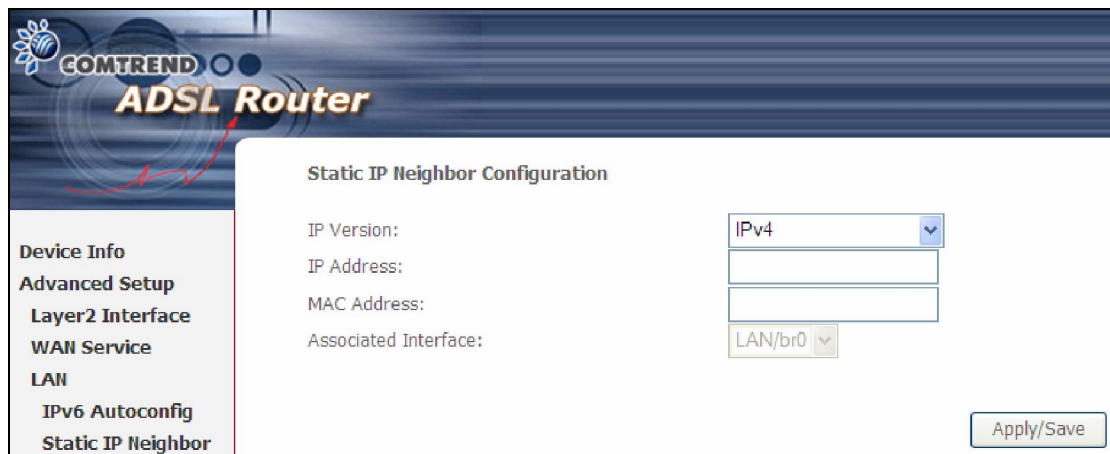 COMTREND
ADSL Router
Static IP Neighbor Configuration
IP Version: IPv4
IP Address:
MAC Address:
Associated Interface: LAN/br0
Apply/Save
Device Info
Advanced Setup
Layer2 Interface
WAN Service
LAN
IPv6 Autoconfig
Static IP Neighbor